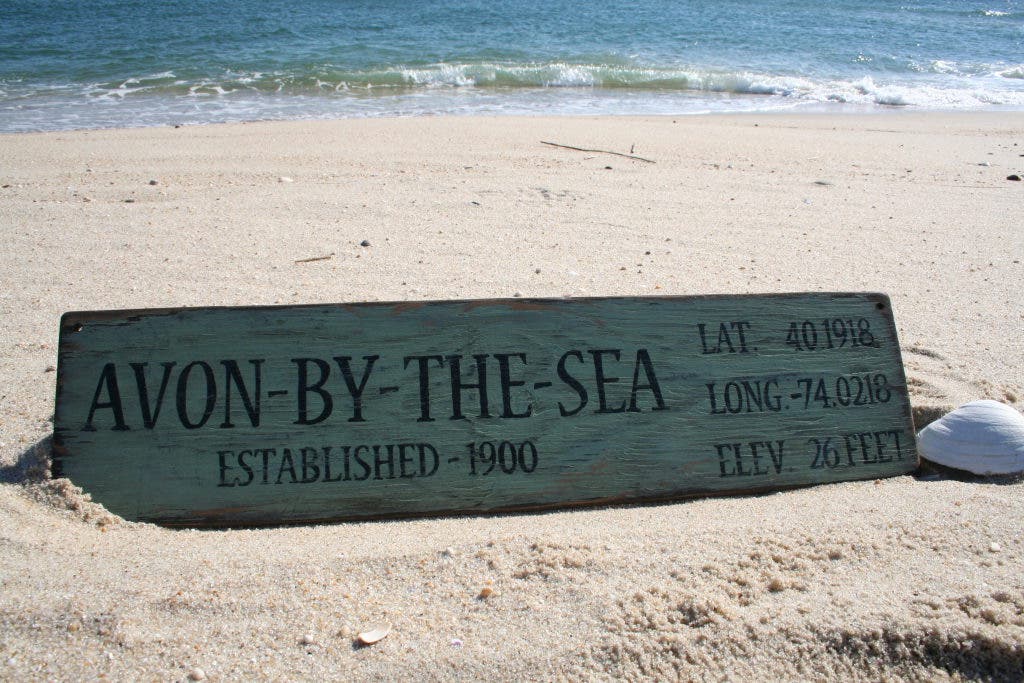 AVON-BY-THE-SEA
ESTABLISHED - 1900
LAT. 40.1918
LONG. -74.0218
ELEV. 26 FEET